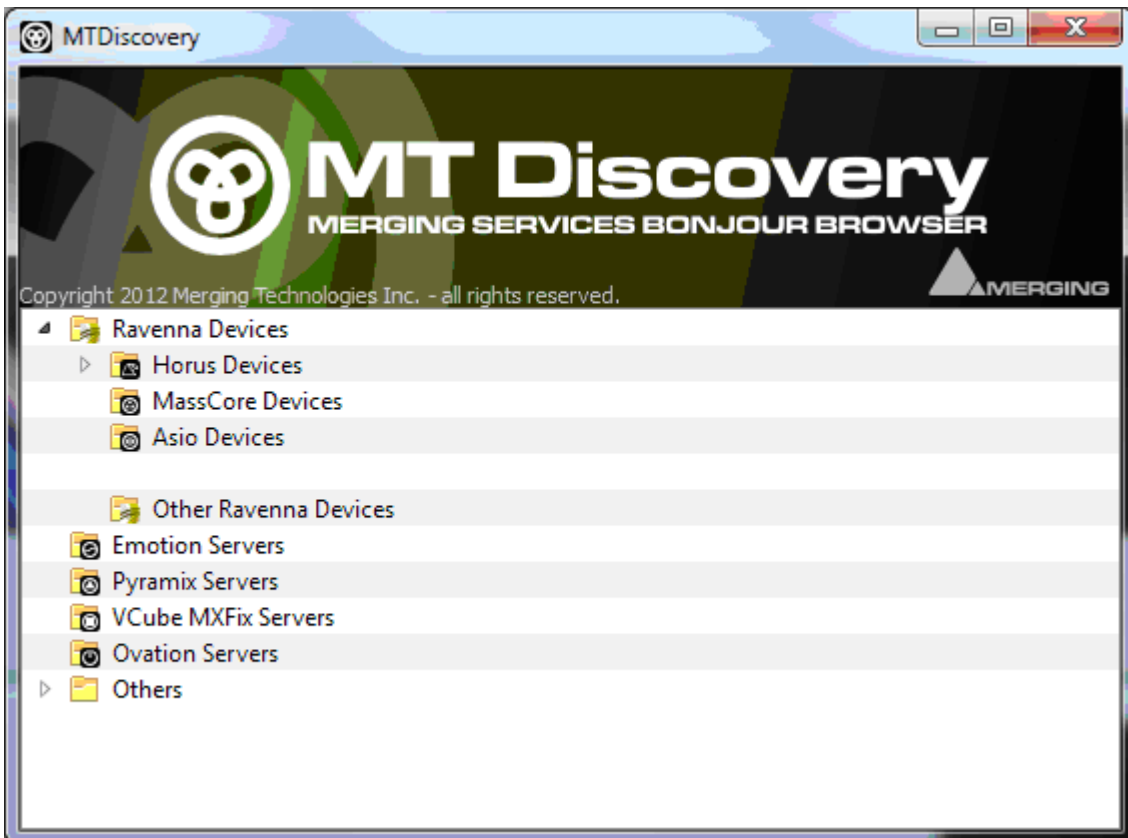 MTDiscovery
MT Discovery
MERGING SERVICES BONJOUR BROWSER
MERGING
Copyright 2012 Merging Technologies Inc. - all rights reserved.
Ravenna Devices
Horus Devices
MassCore Devices
Asio Devices
Other Ravenna Devices
Emotion Servers
Pyramix Servers
VCube MXFix Servers
Ovation Servers
Others